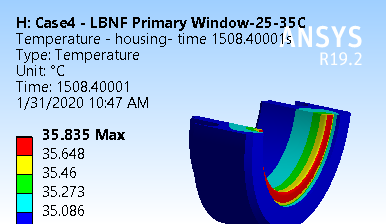 H: Case4 - LBNF Primary Window-25-35C
Temperature - housing- time 1508.40001s
Type: Temperature
Unit: °C
Time: 1508.40001
1/31/2020 10:47 AM
ANSYS
R19.2
35.835 Max
35.648
35.46
35.273
35.086